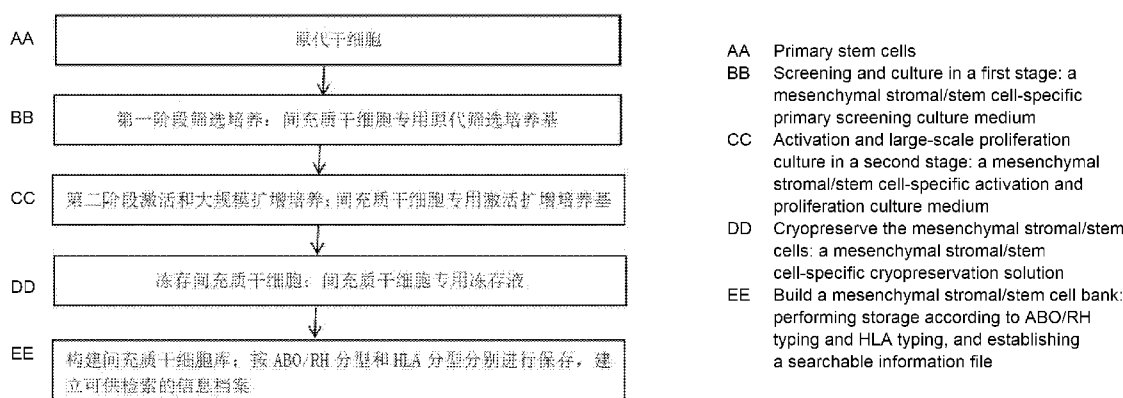 AA
原代干细胞
BB
第一阶段筛选培养：间充质干细胞专用原代筛选培养基
CC
第二阶段激活和大规模扩增培养：间充质干细胞专用激活扩增培养基
DD
冻存间充质干细胞：间充质干细胞专用冻存液
EE
构建间充质干细胞库：按 ABO/RH 分型和 HLA 分型分别进行保存，建
立可供检索的信息档案
AA Primary stem cells
BB Screening and culture in a first stage: a
mesenchymal stromal/stem cell-specific
primary screening culture medium
CC Activation and large-scale proliferation
culture in a second stage: a mesenchymal
stromal/stem cell-specific activation and
proliferation culture medium
DD Cryopreserve the mesenchymal stromal/stem
cells: a mesenchymal stromal/stem
cell-specific cryopreservation solution
EE Build a mesenchymal stromal/stem cell bank:
performing storage according to ABO/RH
typing and HLA typing, and establishing
a searchable information file